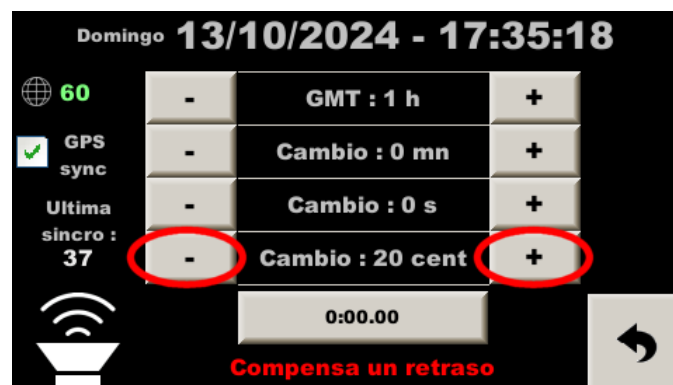 Domingo 13/10/2024 - 17:35:18
60
- GMT : 1 h +
GPS
sync
- Cambio : 0 mn +
Ultima
sincro :
37
- Cambio : 0 s +
- Cambio : 20 cent +
0:00.00
Compensa un retraso